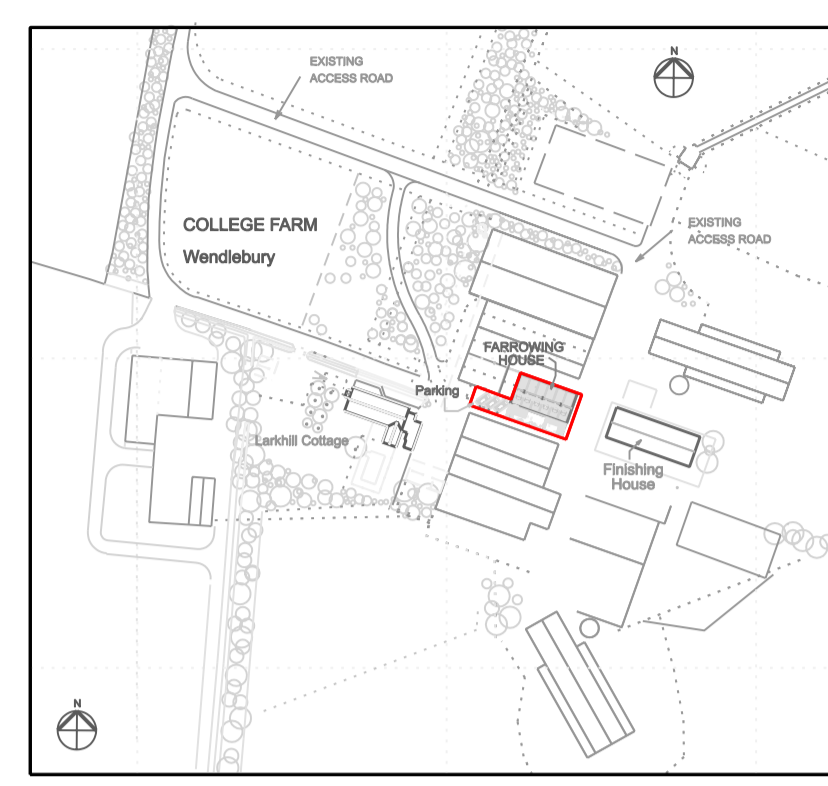 EXISTING
ACCESS ROAD
N
COLLEGE FARM
Wendlebury
EXISTING
ACCESS ROAD
FARROWING
HOUSE
Parking
Larkhill Cottage
Finishing
House
N